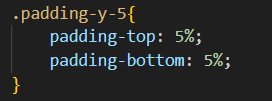 .padding-y-5{
    padding-top: 5%;
    padding-bottom: 5%;
}